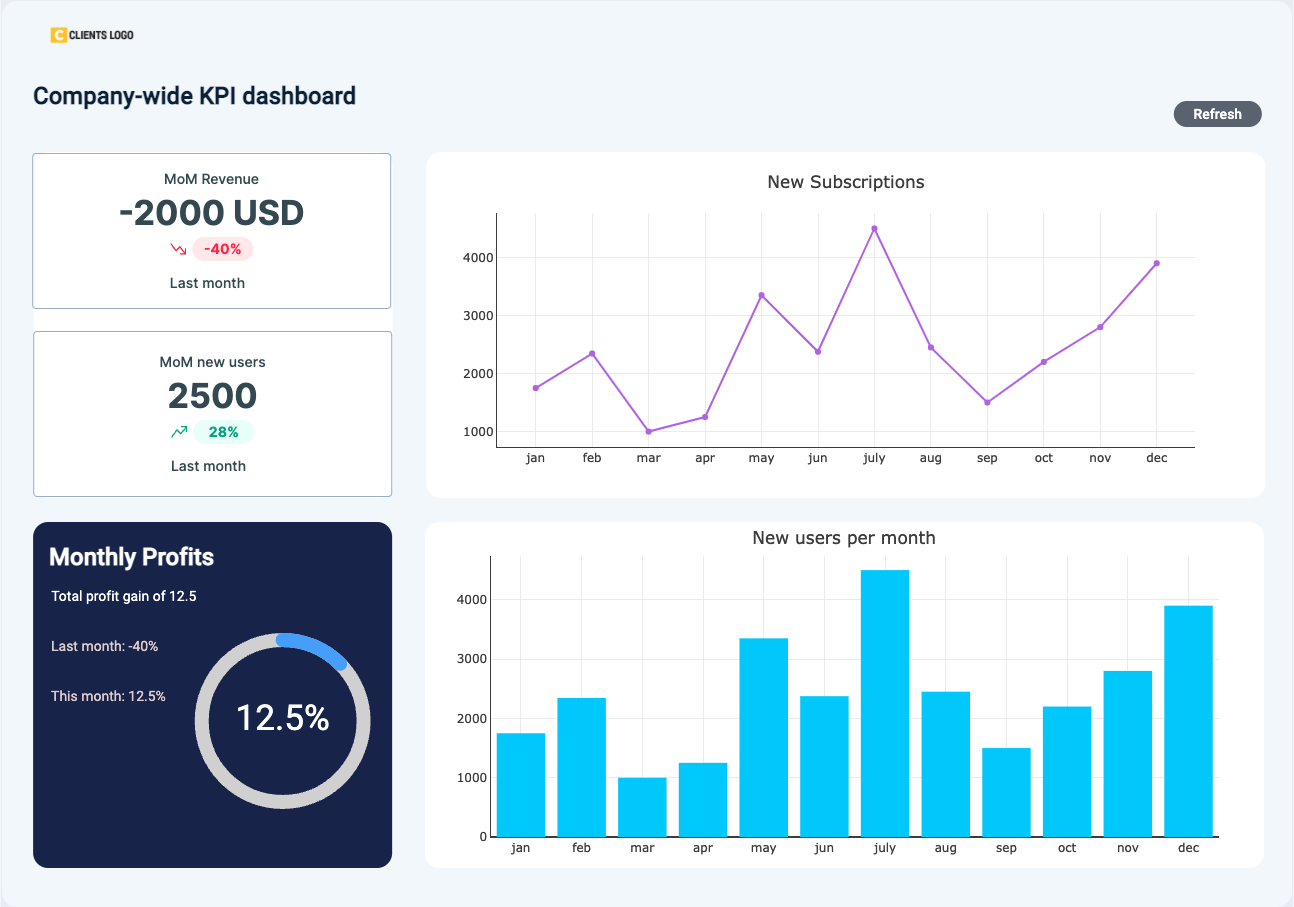 C CLIENTS LOGO
Company-wide KPI dashboard
Refresh
MoM Revenue
-2000 USD
-40%
Last month
MoM new users
2500
28%
Last month
Monthly Profits
Total profit gain of 12.5
Last month: -40%
This month: 12.5%
12.5%
New Subscriptions
4000
3000
2000
1000
jan feb mar apr may jun july aug sep oct nov dec
New users per month
4000
3000
2000
1000
0
jan feb mar apr may jun july aug sep oct nov dec